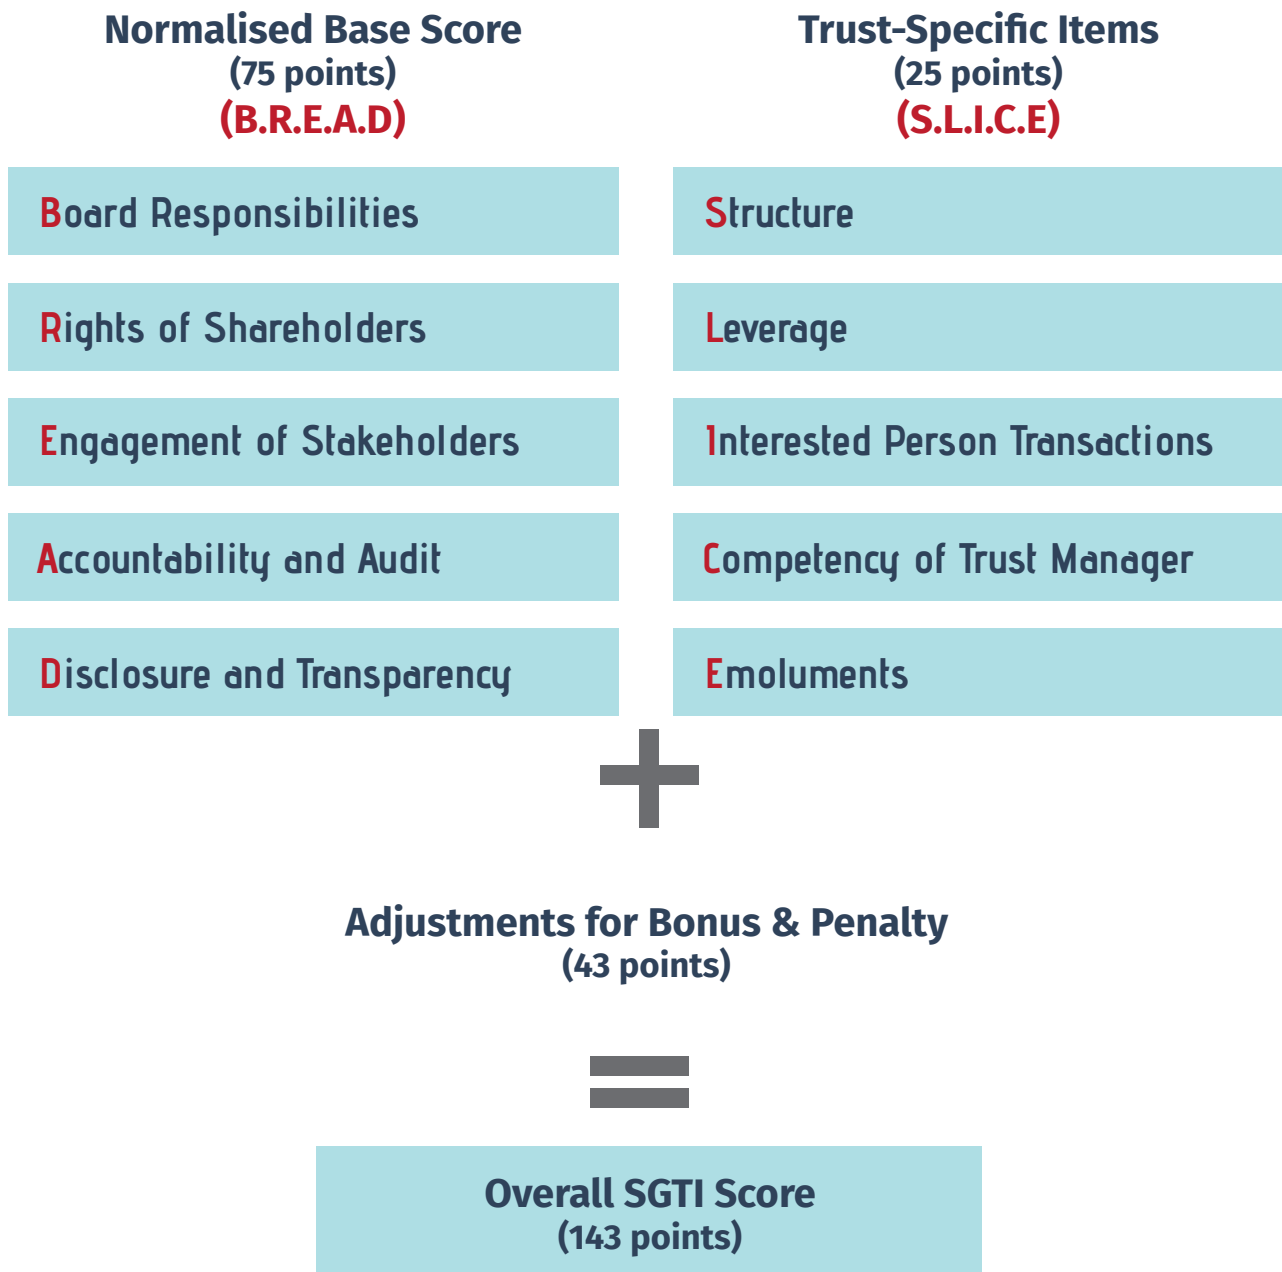 Normalised Base Score
(75 points)
(B.R.E.A.D)
Board Responsibilities
Rights of Shareholders
Engagement of Stakeholders
Accountability and Audit
Disclosure and Transparency
Trust-Specific Items
(25 points)
(S.L.I.C.E)
Structure
Leverage
Interested Person Transactions
Competency of Trust Manager
Emoluments
+
Adjustments for Bonus & Penalty
(43 points)
=
Overall SGTI Score
(143 points)